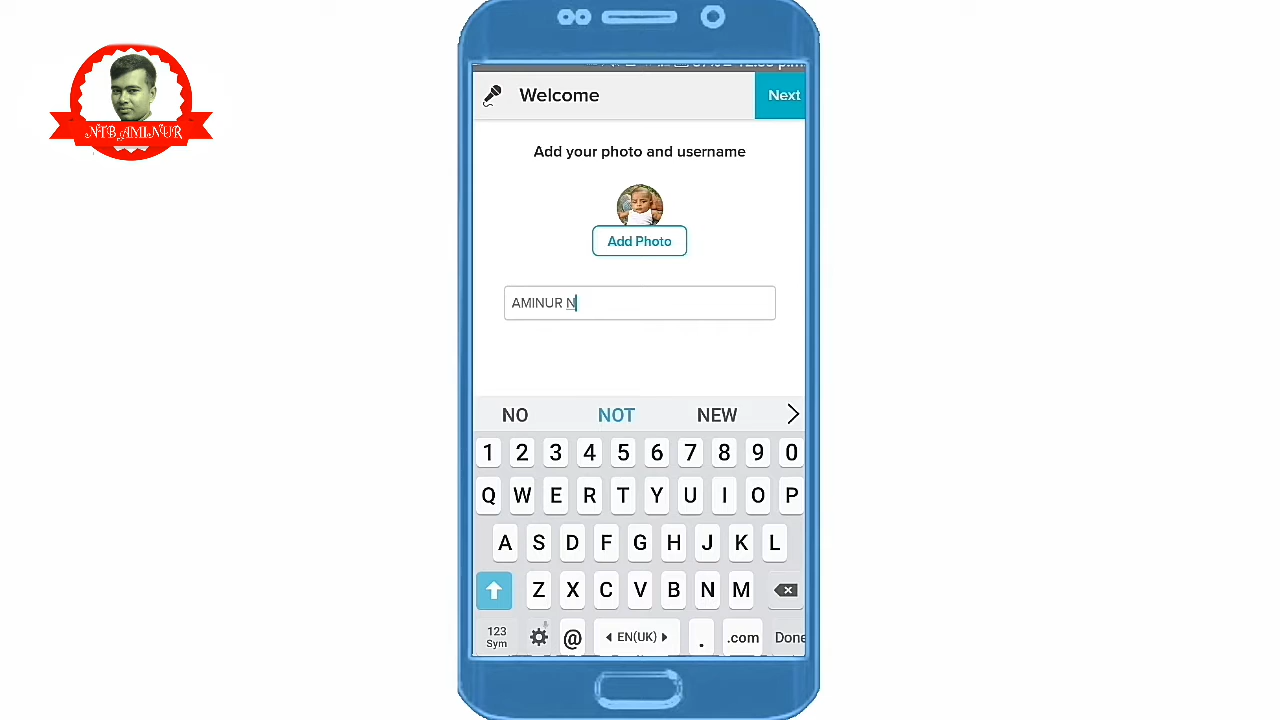 Welcome
Next
Add your photo and username
Add Photo
AMINUR N
NO NOT NEW
1 2 3 4 5 6 7 8 9 0
Q W E R T Y U I O P
A S D F G H J K L
Z X C V B N M
123
Sym
@
EN(UK)
.
.com
Done
NTB AMINUR